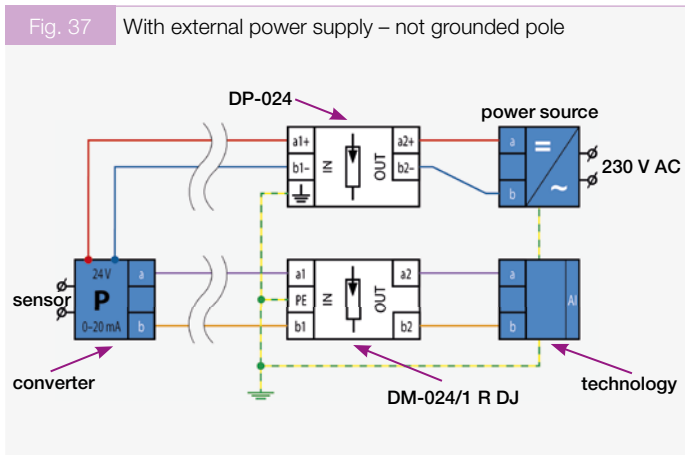 Fig. 37 With external power supply – not grounded pole
DP-024
power source
a1+ IN OUT a2+
b1– b2–
a = 
b ~
230 V AC
24 V a
sensor P
0–20 mA b
a1 IN OUT a2
PE
b1 b2
a AI
b
converter
DM-024/1 R DJ
technology